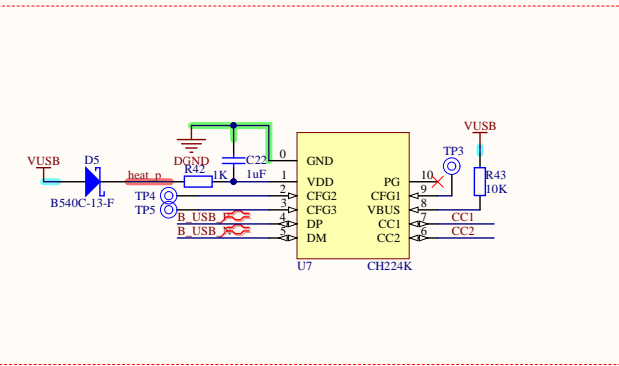 VUSB
D5
B540C-13-F
heat_p
DGND
R42
1K
C22
1uF
TP4
TP5
B_USB_
B_USB_
0
1
2
3
4
5
GND
VDD
CFG2
CFG3
DP
DM
U7
CH224K
PG
CFG1
VBUS
CC1
CC2
10
9
8
7
6
TP3
VUSB
R43
10K
CC1
CC2